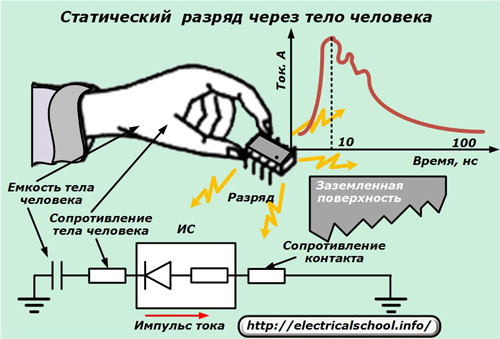 Статический разряд через тело человека
Ток. А
10
100
Время, нс
Емкость тела
человека
Сопротивление
тела человека
Разряд
Заземленная
поверхность
ИС
Сопротивление
контакта
Импульс тока
http://electricalschool.info/